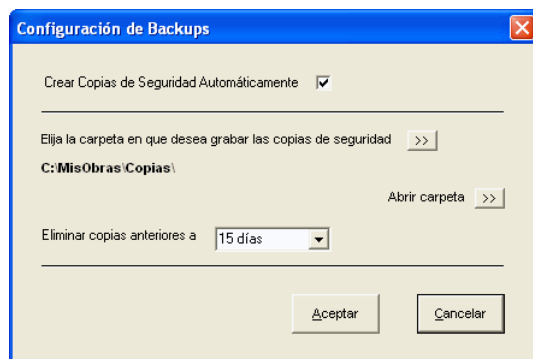 Configuración de Backups
Crear Copias de Seguridad Automáticamente
Elija la carpeta en que desea grabar las copias de seguridad >>
C:\MisObras\Copias\
Abrir carpeta >>
Eliminar copias anteriores a 15 días
Aceptar Cancelar